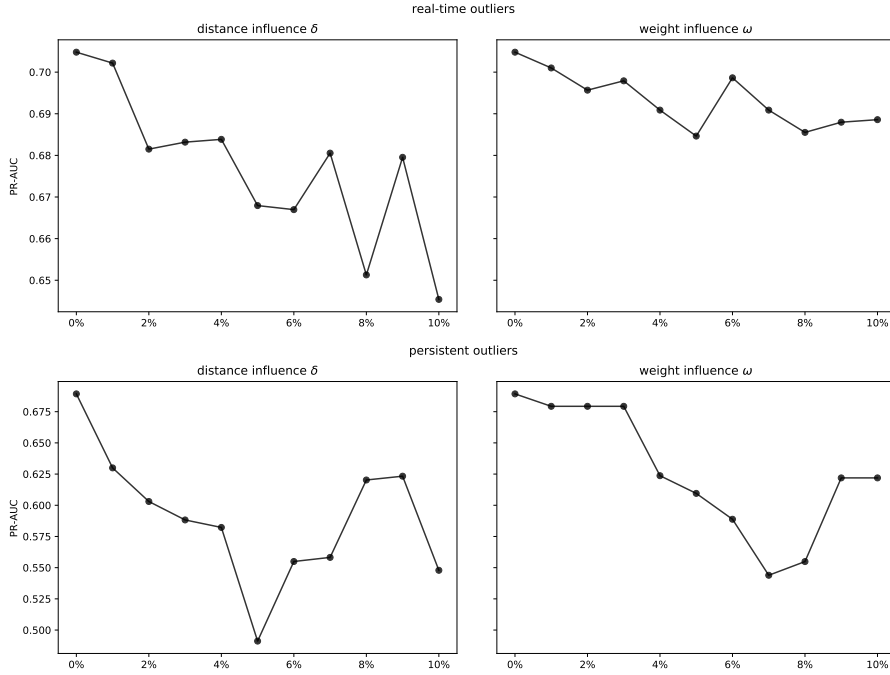 real-time outliers
distance influence δ
weight influence ω
PR-AUC
0.70
0.69
0.68
0.67
0.66
0.65
0% 2% 4% 6% 8% 10%
0% 2% 4% 6% 8% 10%
persistent outliers
distance influence δ
weight influence ω
PR-AUC
0.675
0.650
0.625
0.600
0.575
0.550
0.525
0.500
0% 2% 4% 6% 8% 10%
0% 2% 4% 6% 8% 10%